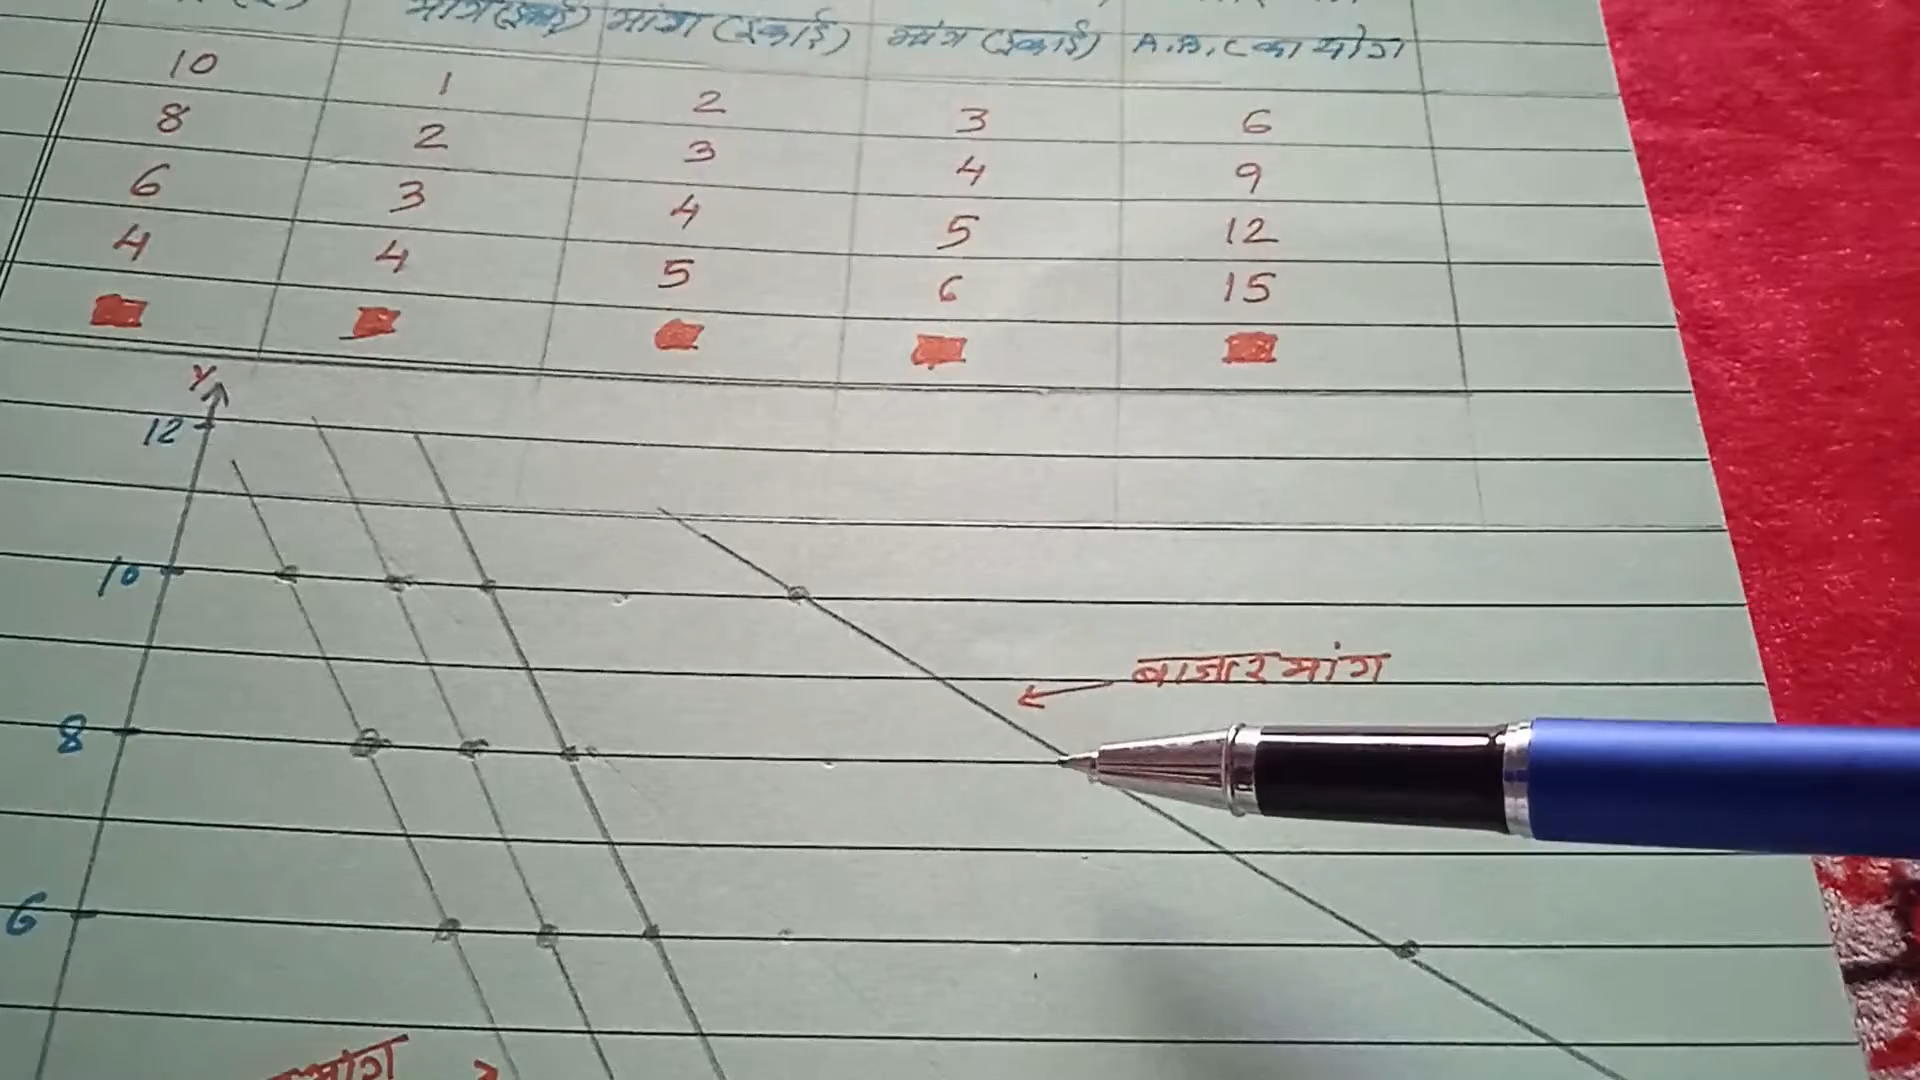 मांग (इकाई) मांग (इकाई) मांग (इकाई) A.B.C का योग
10 1 2 3 6
8 2 3 4 9
6 3 4 5 12
4 4 5 6 15
Y
12
10
बाजार मांग
8
6
मांग